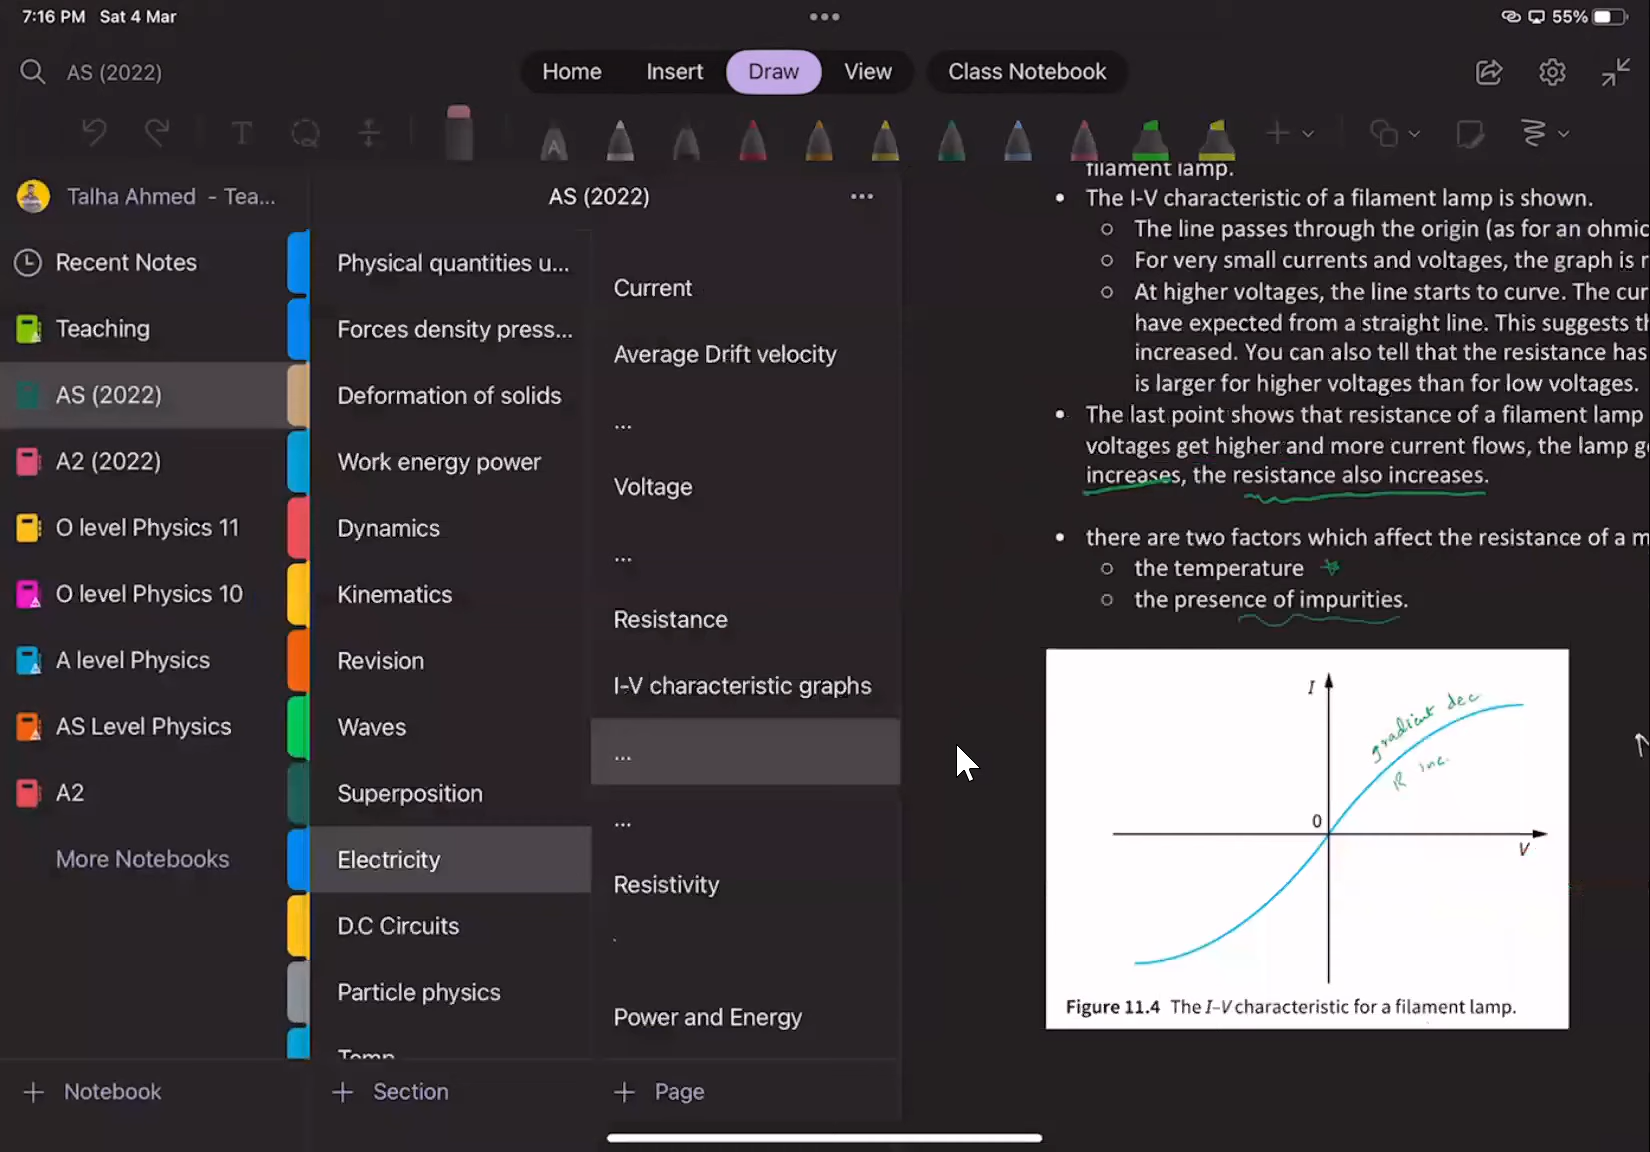 7:16 PM Sat 4 Mar
55%
AS (2022)
Home
Insert
Draw
View
Class Notebook
T
A
Talha Ahmed - Tea...
Recent Notes
Teaching
AS (2022)
A2 (2022)
O level Physics 11
O level Physics 10
A level Physics
AS Level Physics
A2
More Notebooks
+ Notebook
Physical quantities u...
Forces density press...
Deformation of solids
Work energy power
Dynamics
Kinematics
Revision
Waves
Superposition
Electricity
D.C Circuits
Particle physics
Temp
+ Section
AS (2022)
...
Current
Average Drift velocity
...
Voltage
...
Resistance
I-V characteristic graphs
...
...
Resistivity
.
Power and Energy
+ Page
filament lamp.
• The I-V characteristic of a filament lamp is shown.
○ The line passes through the origin (as for an ohmic
○ For very small currents and voltages, the graph is r
○ At higher voltages, the line starts to curve. The cur
have expected from a straight line. This suggests th
increased. You can also tell that the resistance has
is larger for higher voltages than for low voltages.
• The last point shows that resistance of a filament lamp
voltages get higher and more current flows, the lamp g
increases, the resistance also increases.
• there are two factors which affect the resistance of a m
○ the temperature
○ the presence of impurities.
I
gradient dec
R inc.
0
V
Figure 11.4 The I–V characteristic for a filament lamp.